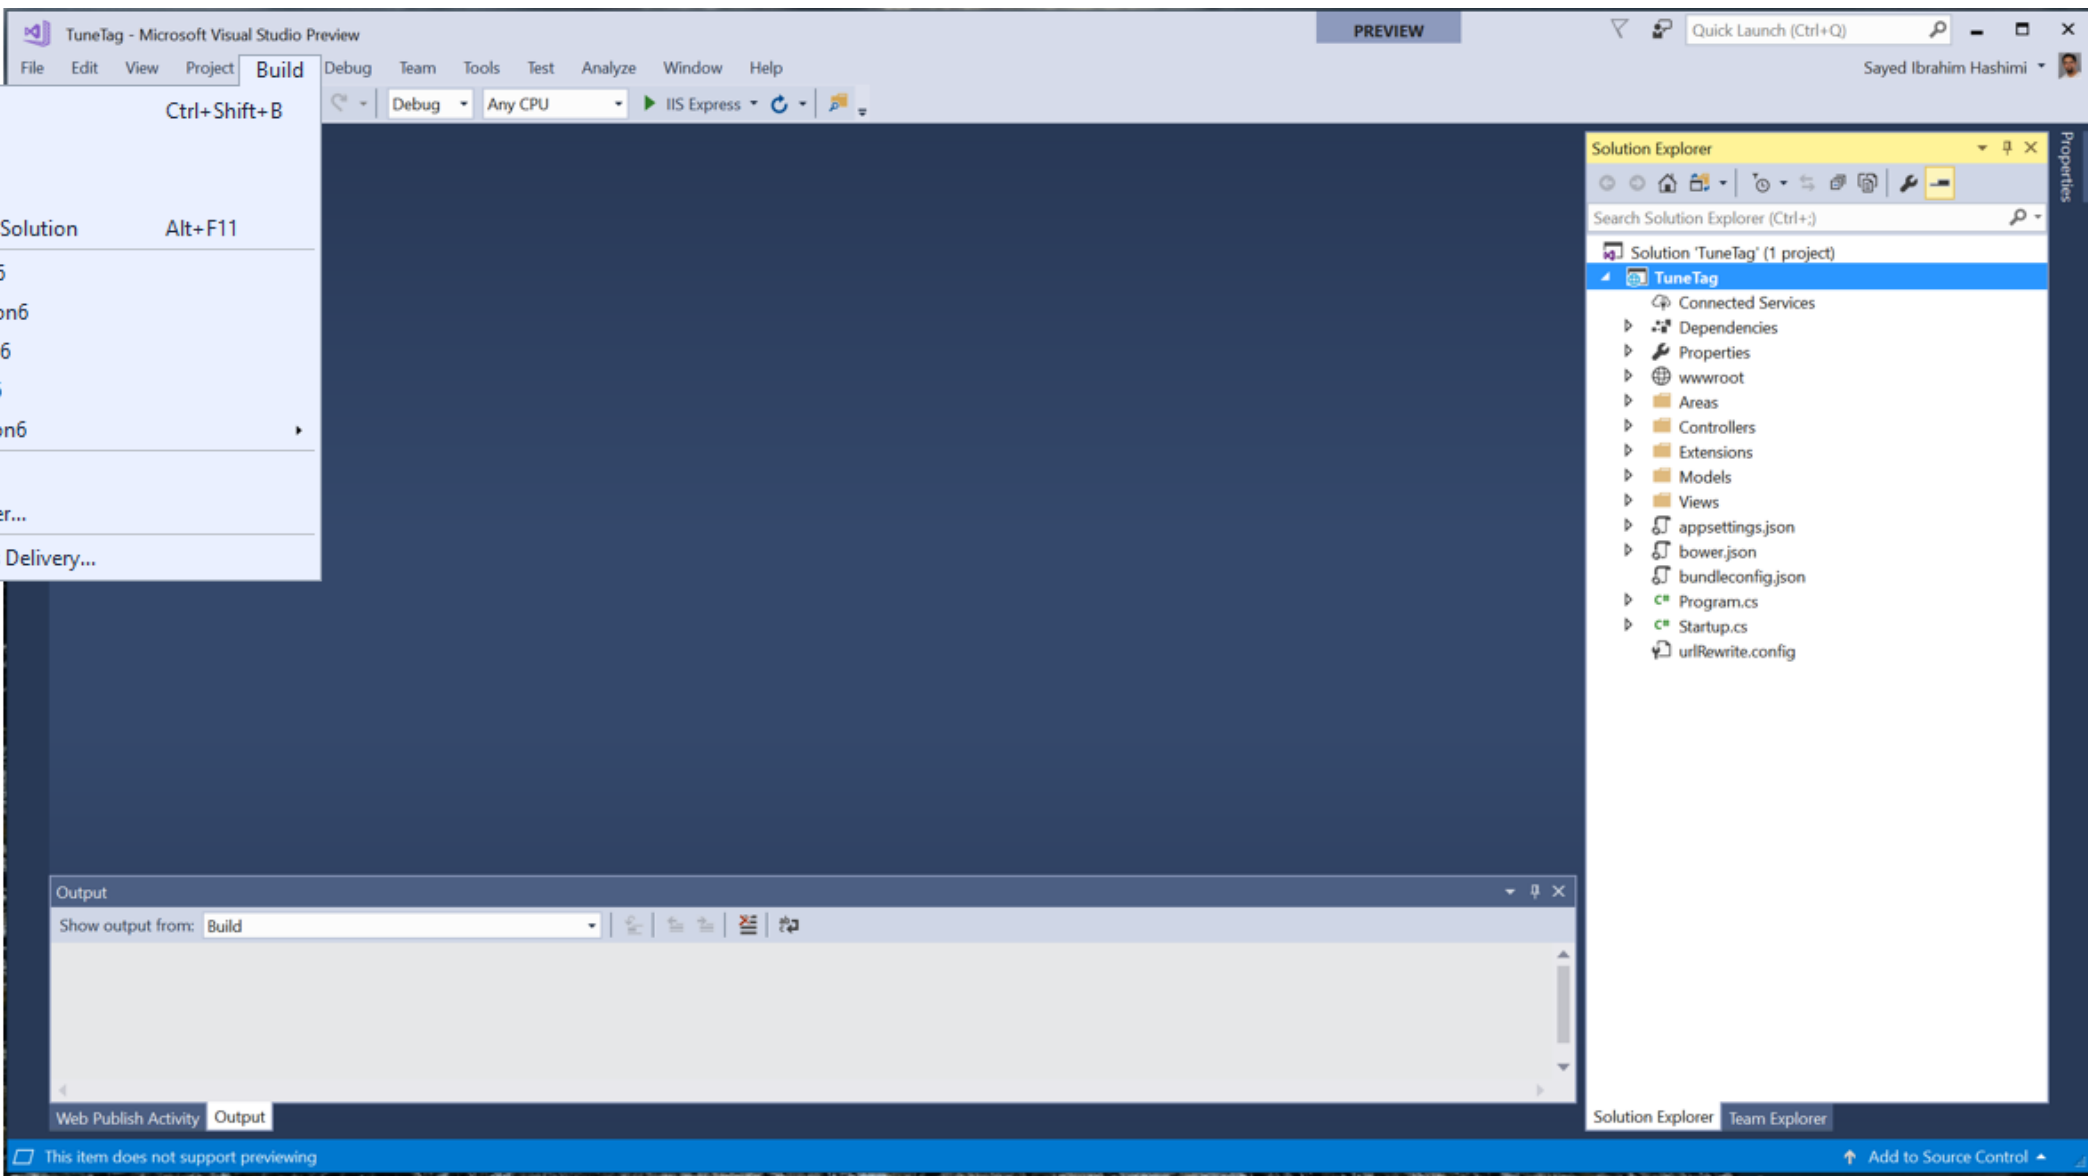 TuneTag - Microsoft Visual Studio Preview
PREVIEW
Quick Launch (Ctrl+Q)
File Edit View Project Build Debug Team Tools Test Analyze Window Help
Sayed Ibrahim Hashimi
Debug Any CPU IIS Express
Ctrl+Shift+B
Solution Alt+F11
6
on6
6
on6
er...
Delivery...
Solution Explorer
Search Solution Explorer (Ctrl+;)
Solution 'TuneTag' (1 project)
TuneTag
Connected Services
Dependencies
Properties
wwwroot
Areas
Controllers
Extensions
Models
Views
appsettings.json
bower.json
bundleconfig.json
C# Program.cs
C# Startup.cs
urlRewrite.config
Properties
Output
Show output from: Build
Web Publish Activity Output
Solution Explorer Team Explorer
This item does not support previewing
Add to Source Control